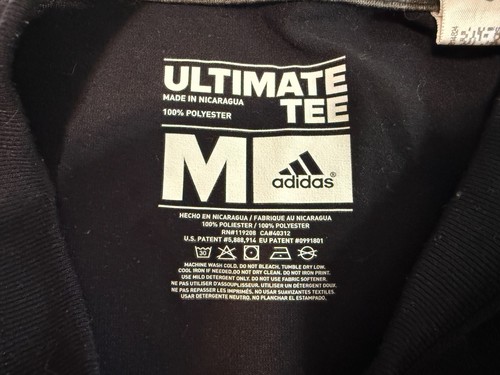 ULTIMATE
TEE
MADE IN NICARAGUA
100% POLYESTER
M
adidas®
HECHO EN NICARAGUA / FABRIQUE AU NICARAGUA
100% POLIESTER / 100% POLYESTER
RN#119208 CA#40312
U.S. PATENT #5,888,914 EU PATENT #0991801
30
MACHINE WASH COLD. DO NOT BLEACH, TUMBLE DRY LOW.
COOL IRON IF NEEDED, DO NOT DRY CLEAN. DO NOT IRON PRINT.
USE MILD DETERGENT ONLY. DO NOT USE FABRIC SOFTENER.
NE PAS UTILISER D'ASSOUPLISSEUR. UTILISER UN DÉTERGENT DOUX.
NE PAS REPASSER LES IMPRIMÉS. NO USAR SUAVIZANTES TEXTILES.
USAR DETERGENTE NEUTRO. NO PLANCHAR EL ESTAMPADO.